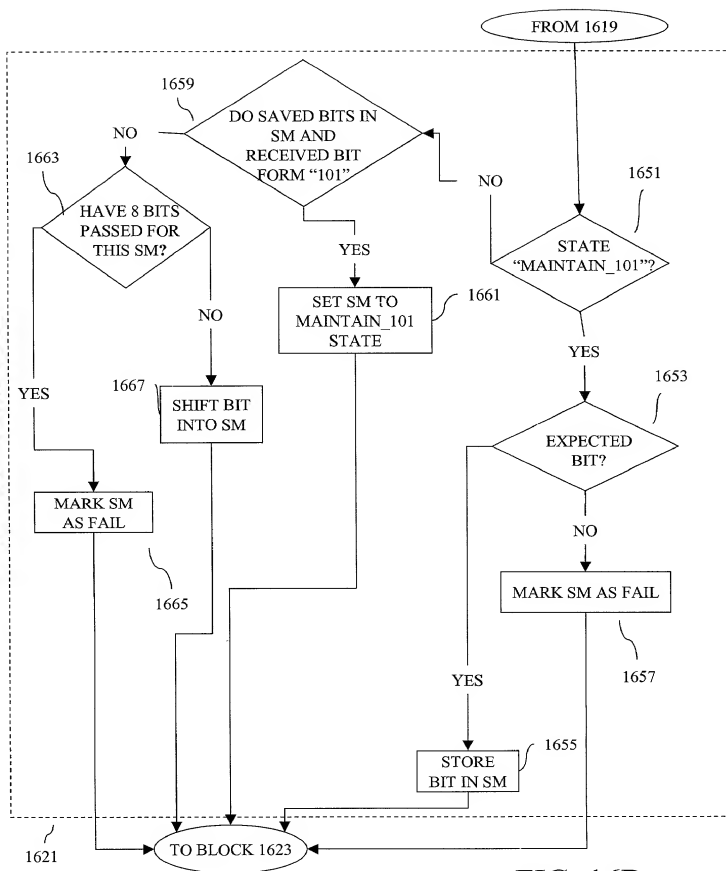 FROM 1619
1659
DO SAVED BITS IN
SM AND
RECEIVED BIT
FORM “101”
NO
1663
HAVE 8 BITS
PASSED FOR
THIS SM?
NO
1651
STATE
“MAINTAIN_101”?
YES
SET SM TO
MAINTAIN_101
STATE
1661
NO
YES
YES
1667
SHIFT BIT
INTO SM
1653
EXPECTED
BIT?
MARK SM
AS FAIL
1665
NO
MARK SM AS FAIL
1657
YES
STORE
BIT IN SM
1655
1621
TO BLOCK 1623